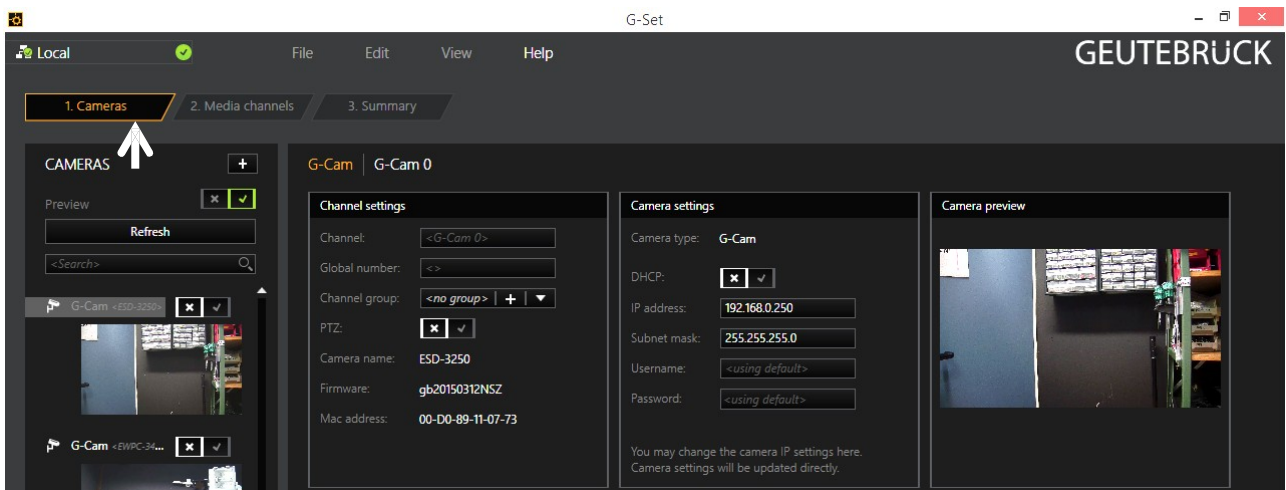 G-Set
Local File Edit View Help GEUTEBRÜCK
1. Cameras 2. Media channels 3. Summary
CAMERAS +
Preview
Refresh
<Search>
G-Cam <ESD-3250>
G-Cam <EWPC-34...
G-Cam | G-Cam 0
Channel settings
Channel: <G-Cam 0>
Global number: <>
Channel group: <no group> | + |
PTZ:
Camera name: ESD-3250
Firmware: gb20150312NSZ
Mac address: 00-D0-89-11-07-73
Camera settings
Camera type: G-Cam
DHCP:
IP address: 192.168.0.250
Subnet mask: 255.255.255.0
Username: <using default>
Password: <using default>
You may change the camera IP settings here.
Camera settings will be updated directly.
Camera preview